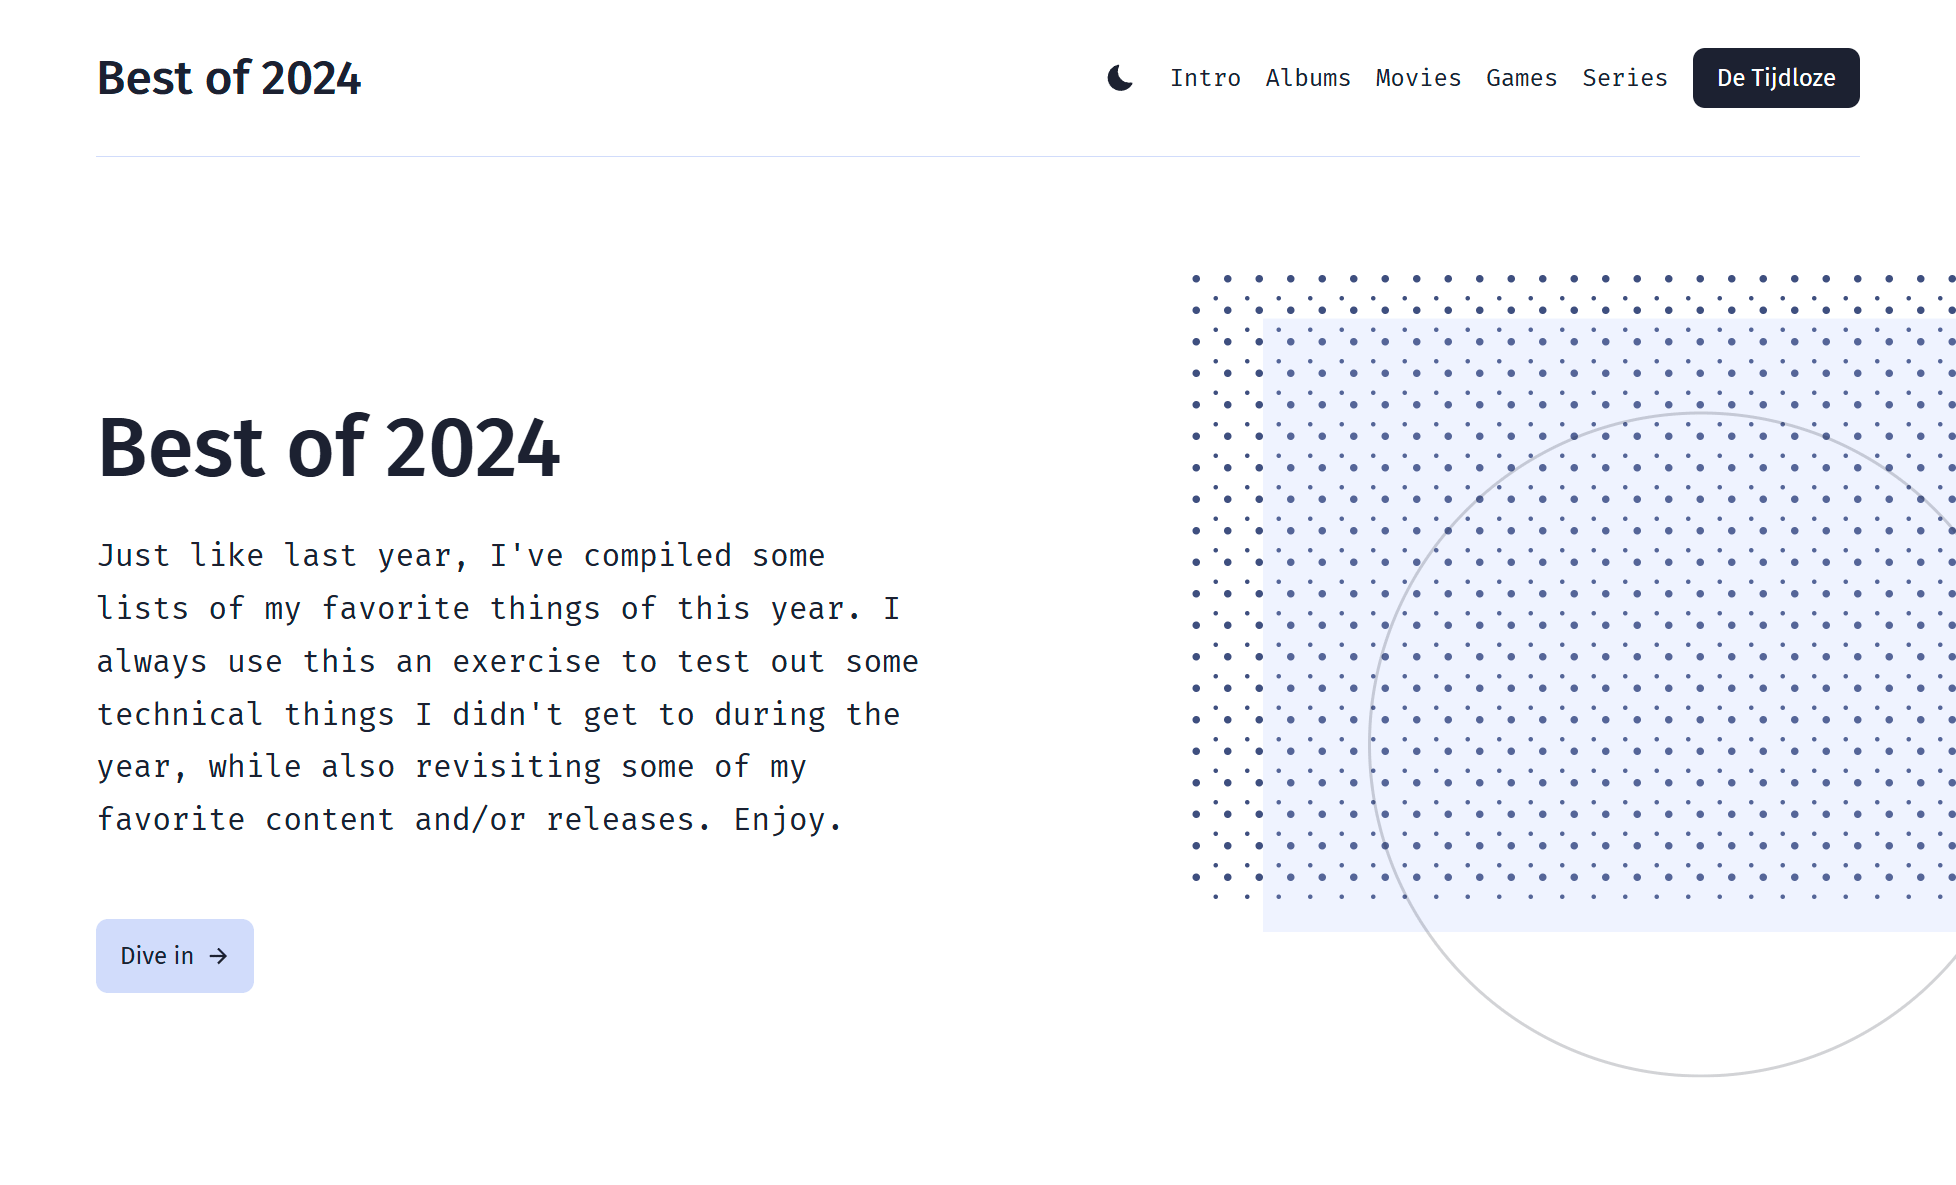 Best of 2024
Intro Albums Movies Games Series De Tijdloze
Best of 2024
Just like last year, I've compiled some
lists of my favorite things of this year. I
always use this an exercise to test out some
technical things I didn't get to during the
year, while also revisiting some of my
favorite content and/or releases. Enjoy.
Dive in →